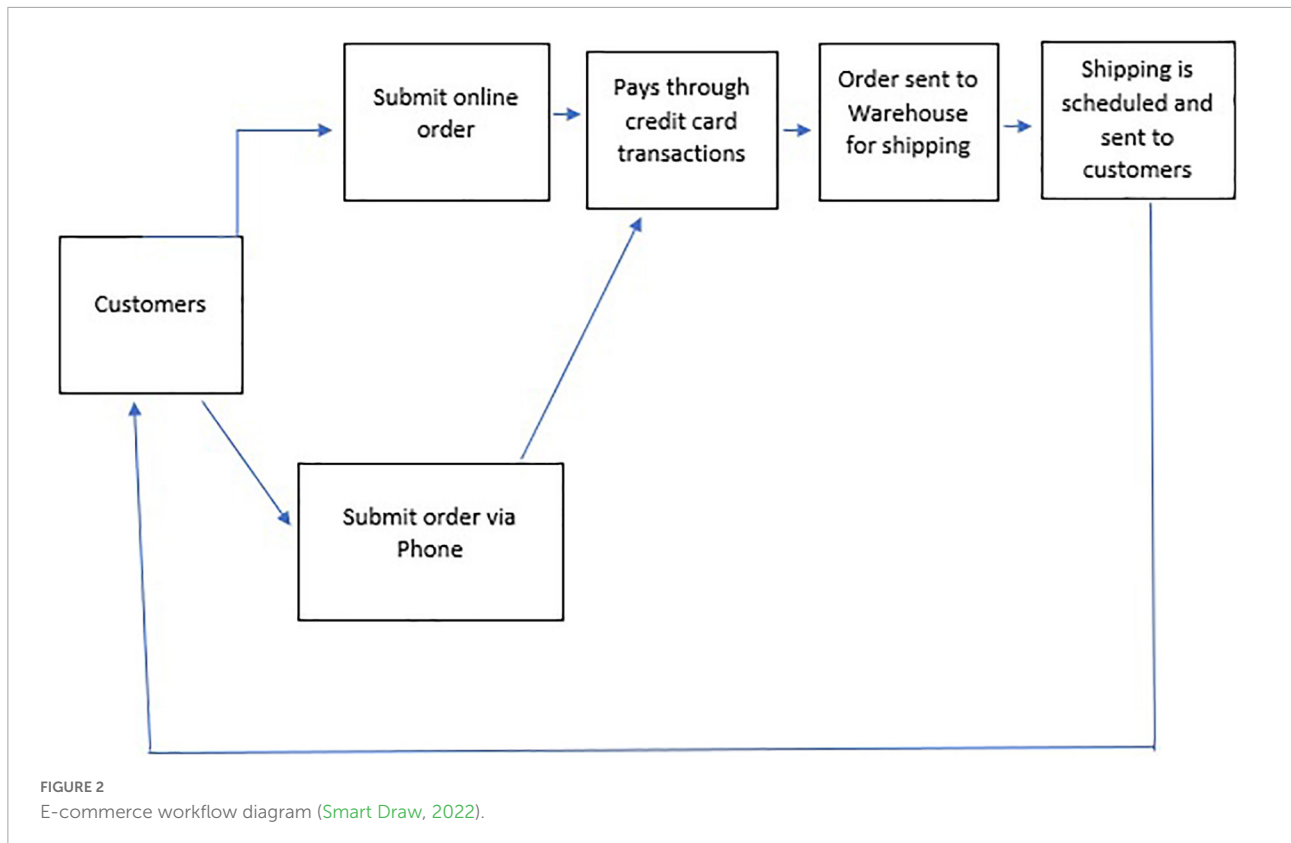 Submit online
order
Pays through
credit card
transactions
Order sent to
Warehouse
for shipping
Shipping is
scheduled and
sent to
customers
Customers
Submit order via
Phone
FIGURE 2
E-commerce workflow diagram (Smart Draw, 2022).